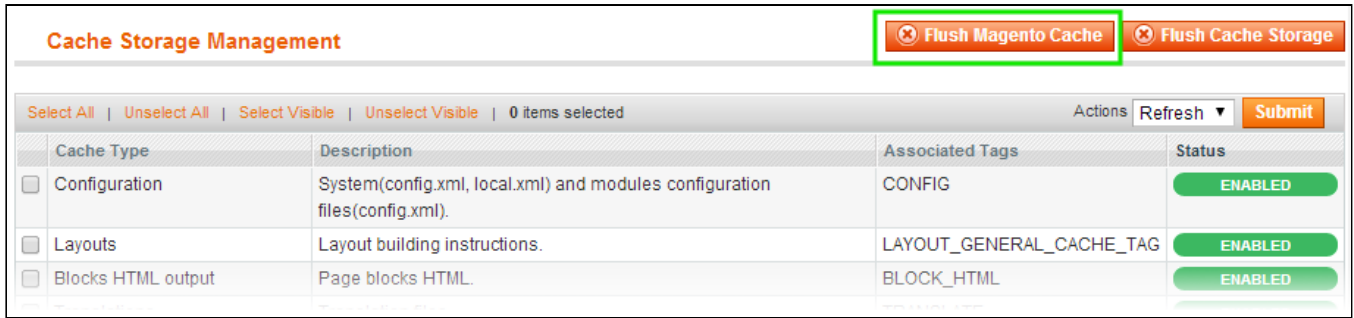 Cache Storage Management
Flush Magento Cache
Flush Cache Storage
Select All | Unselect All | Select Visible | Unselect Visible | 0 items selected
Actions Refresh ▼ Submit
Cache Type Description Associated Tags Status
Configuration System(config.xml, local.xml) and modules configuration CONFIG ENABLED
files(config.xml).
Layouts Layout building instructions. LAYOUT_GENERAL_CACHE_TAG ENABLED
Blocks HTML output Page blocks HTML. BLOCK_HTML ENABLED